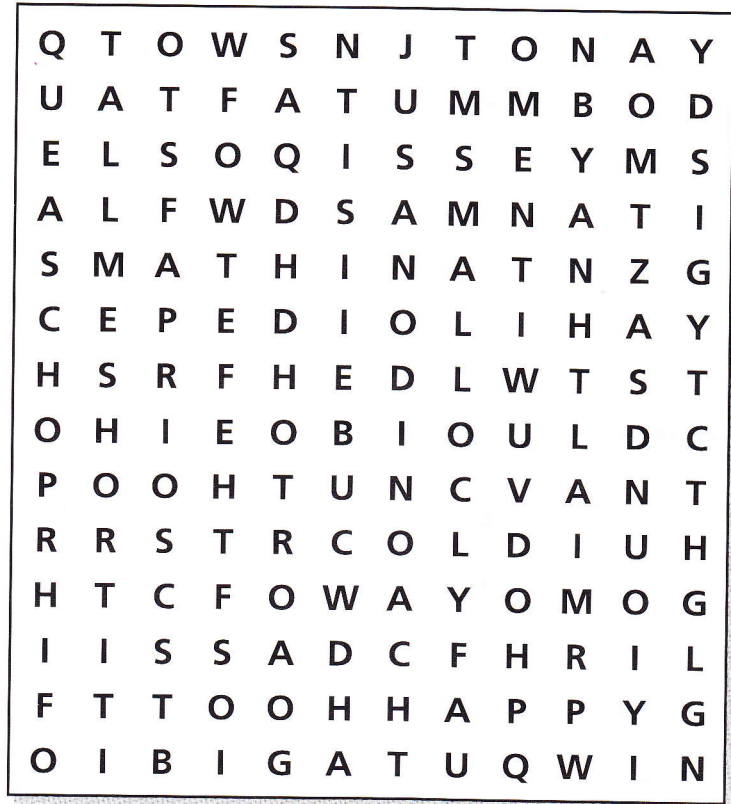 Q T O W S N J T O N A Y
U A T F A T U M M B O D
E L S O Q I S S E Y M S
A L F W D S A M N A T I
S M A T H I N A T N Z G
C E P E D I O L I H A Y
H S R F H E D L W T S T
O H I E O B I O U L D C
P O O H T U N C V A N T
R R S T R C O L D I U H
H T C F O W A Y O M O G
I I S S A D C F H R I L
F T T O O H H A P P Y G
O I B I G A T U Q W I N